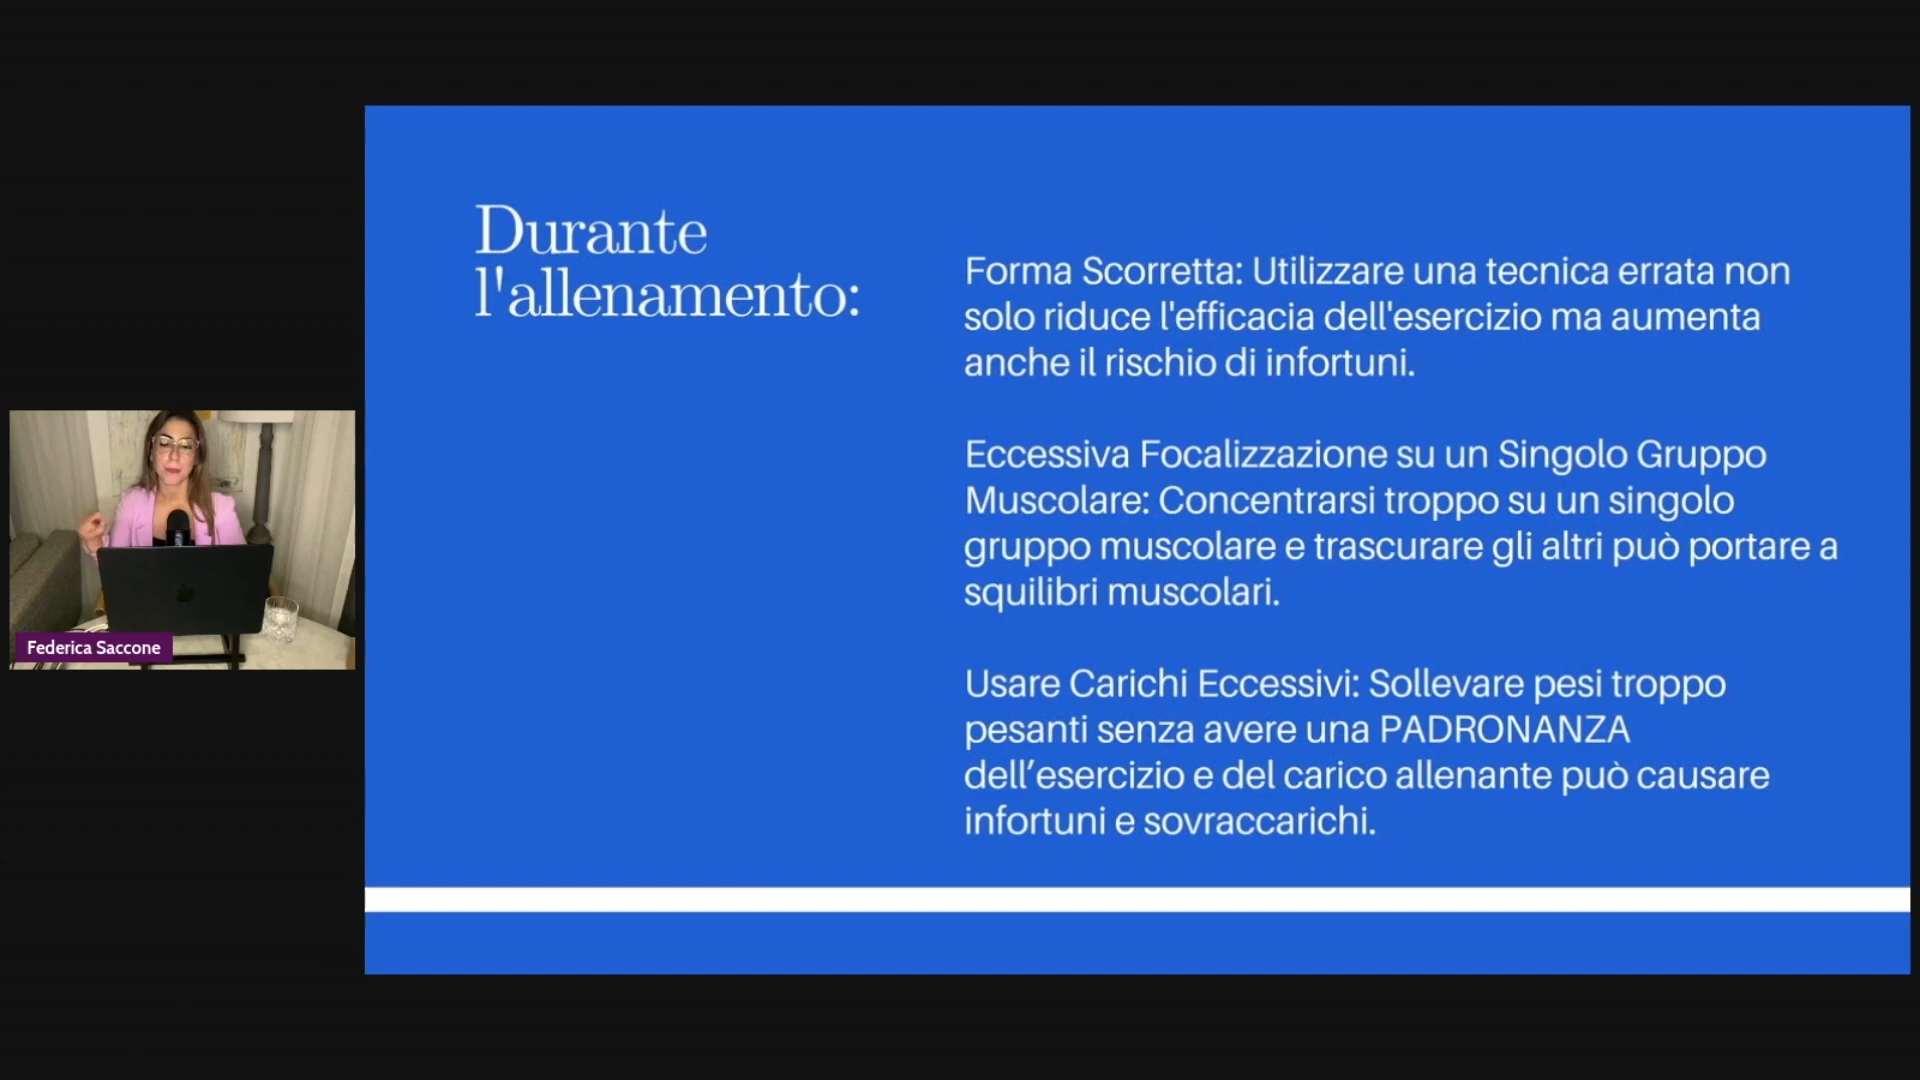 Durante
l'allenamento:
Forma Scorretta: Utilizzare una tecnica errata non
solo riduce l'efficacia dell'esercizio ma aumenta
anche il rischio di infortuni.
Eccessiva Focalizzazione su un Singolo Gruppo
Muscolare: Concentrarsi troppo su un singolo
gruppo muscolare e trascurare gli altri può portare a
squilibri muscolari.
Usare Carichi Eccessivi: Sollevare pesi troppo
pesanti senza avere una PADRONANZA
dell’esercizio e del carico allenante può causare
infortuni e sovraccarichi.
Federica Saccone